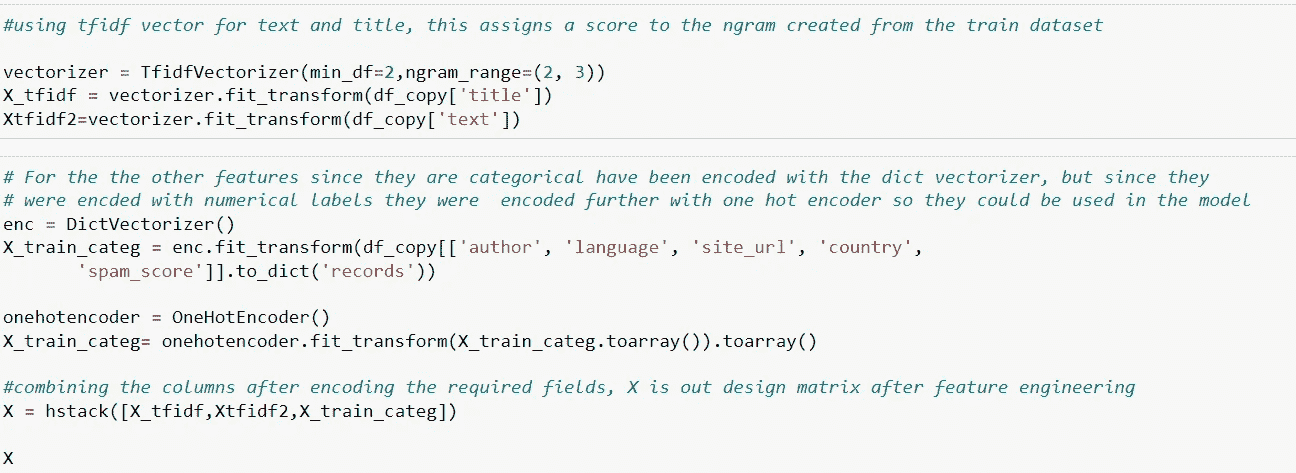 #using tfidf vector for text and title, this assigns a score to the ngram created from the train dataset
vectorizer = TfidfVectorizer(min_df=2,ngram_range=(2, 3))
X_tfidf = vectorizer.fit_transform(df_copy['title'])
Xtfidf2=vectorizer.fit_transform(df_copy['text'])
# For the the other features since they are categorical have been encoded with the dict vectorizer, but since they
# were encded with numerical labels they were  encoded further with one hot encoder so they could be used in the model
enc = DictVectorizer()
X_train_categ = enc.fit_transform(df_copy[['author', 'language', 'site_url', 'country',
       'spam_score']].to_dict('records'))
onehotencoder = OneHotEncoder()
X_train_categ= onehotencoder.fit_transform(X_train_categ.toarray()).toarray()
#combining the columns after encoding the required fields, X is out design matrix after feature engineering
X = hstack([X_tfidf,Xtfidf2,X_train_categ])
X